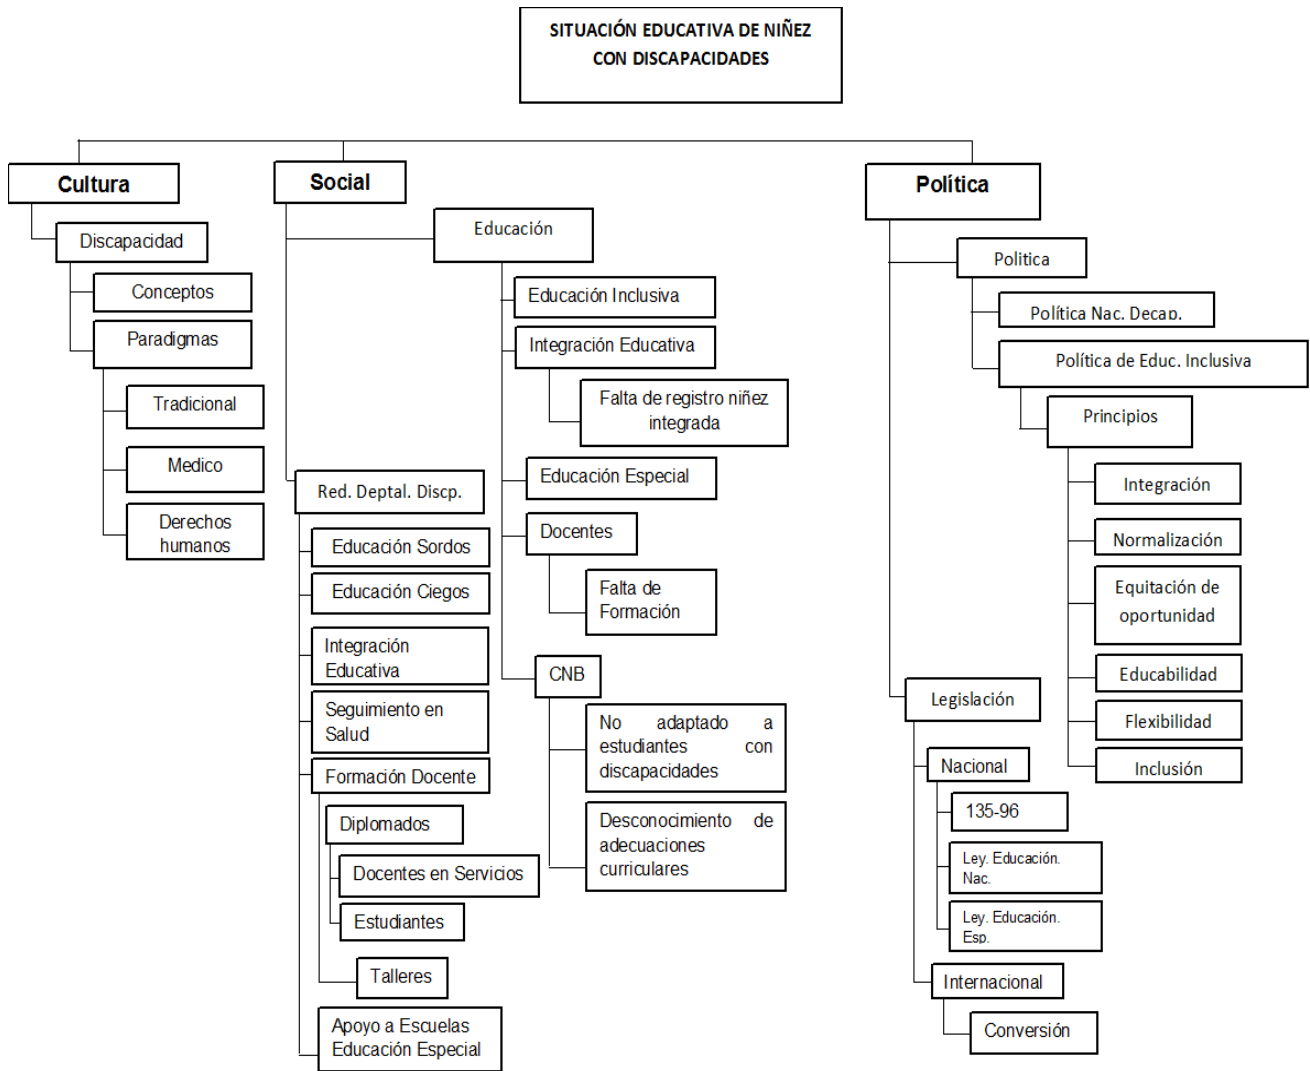 SITUACIÓN EDUCATIVA DE NIÑEZ
CON DISCAPACIDADES
Cultura
Discapacidad
Conceptos
Paradigmas
Tradicional
Medico
Derechos
humanos
Social
Educación
Educación Inclusiva
Integración Educativa
Falta de registro niñez
integrada
Educación Especial
Docentes
Falta de
Formación
CNB
No adaptado a
estudiantes con
discapacidades
Desconocimiento de
adecuaciones
curriculares
Red. Deptal. Discp.
Educación Sordos
Educación Ciegos
Integración
Educativa
Seguimiento en
Salud
Formación Docente
Diplomados
Docentes en Servicios
Estudiantes
Talleres
Apoyo a Escuelas
Educación Especial
Política
Politica
Política Nac. Decap.
Política de Educ. Inclusiva
Principios
Integración
Normalización
Equitación de
oportunidad
Educabilidad
Flexibilidad
Inclusión
Legislación
Nacional
135-96
Ley. Educación.
Nac.
Ley. Educación.
Esp.
Internacional
Conversión